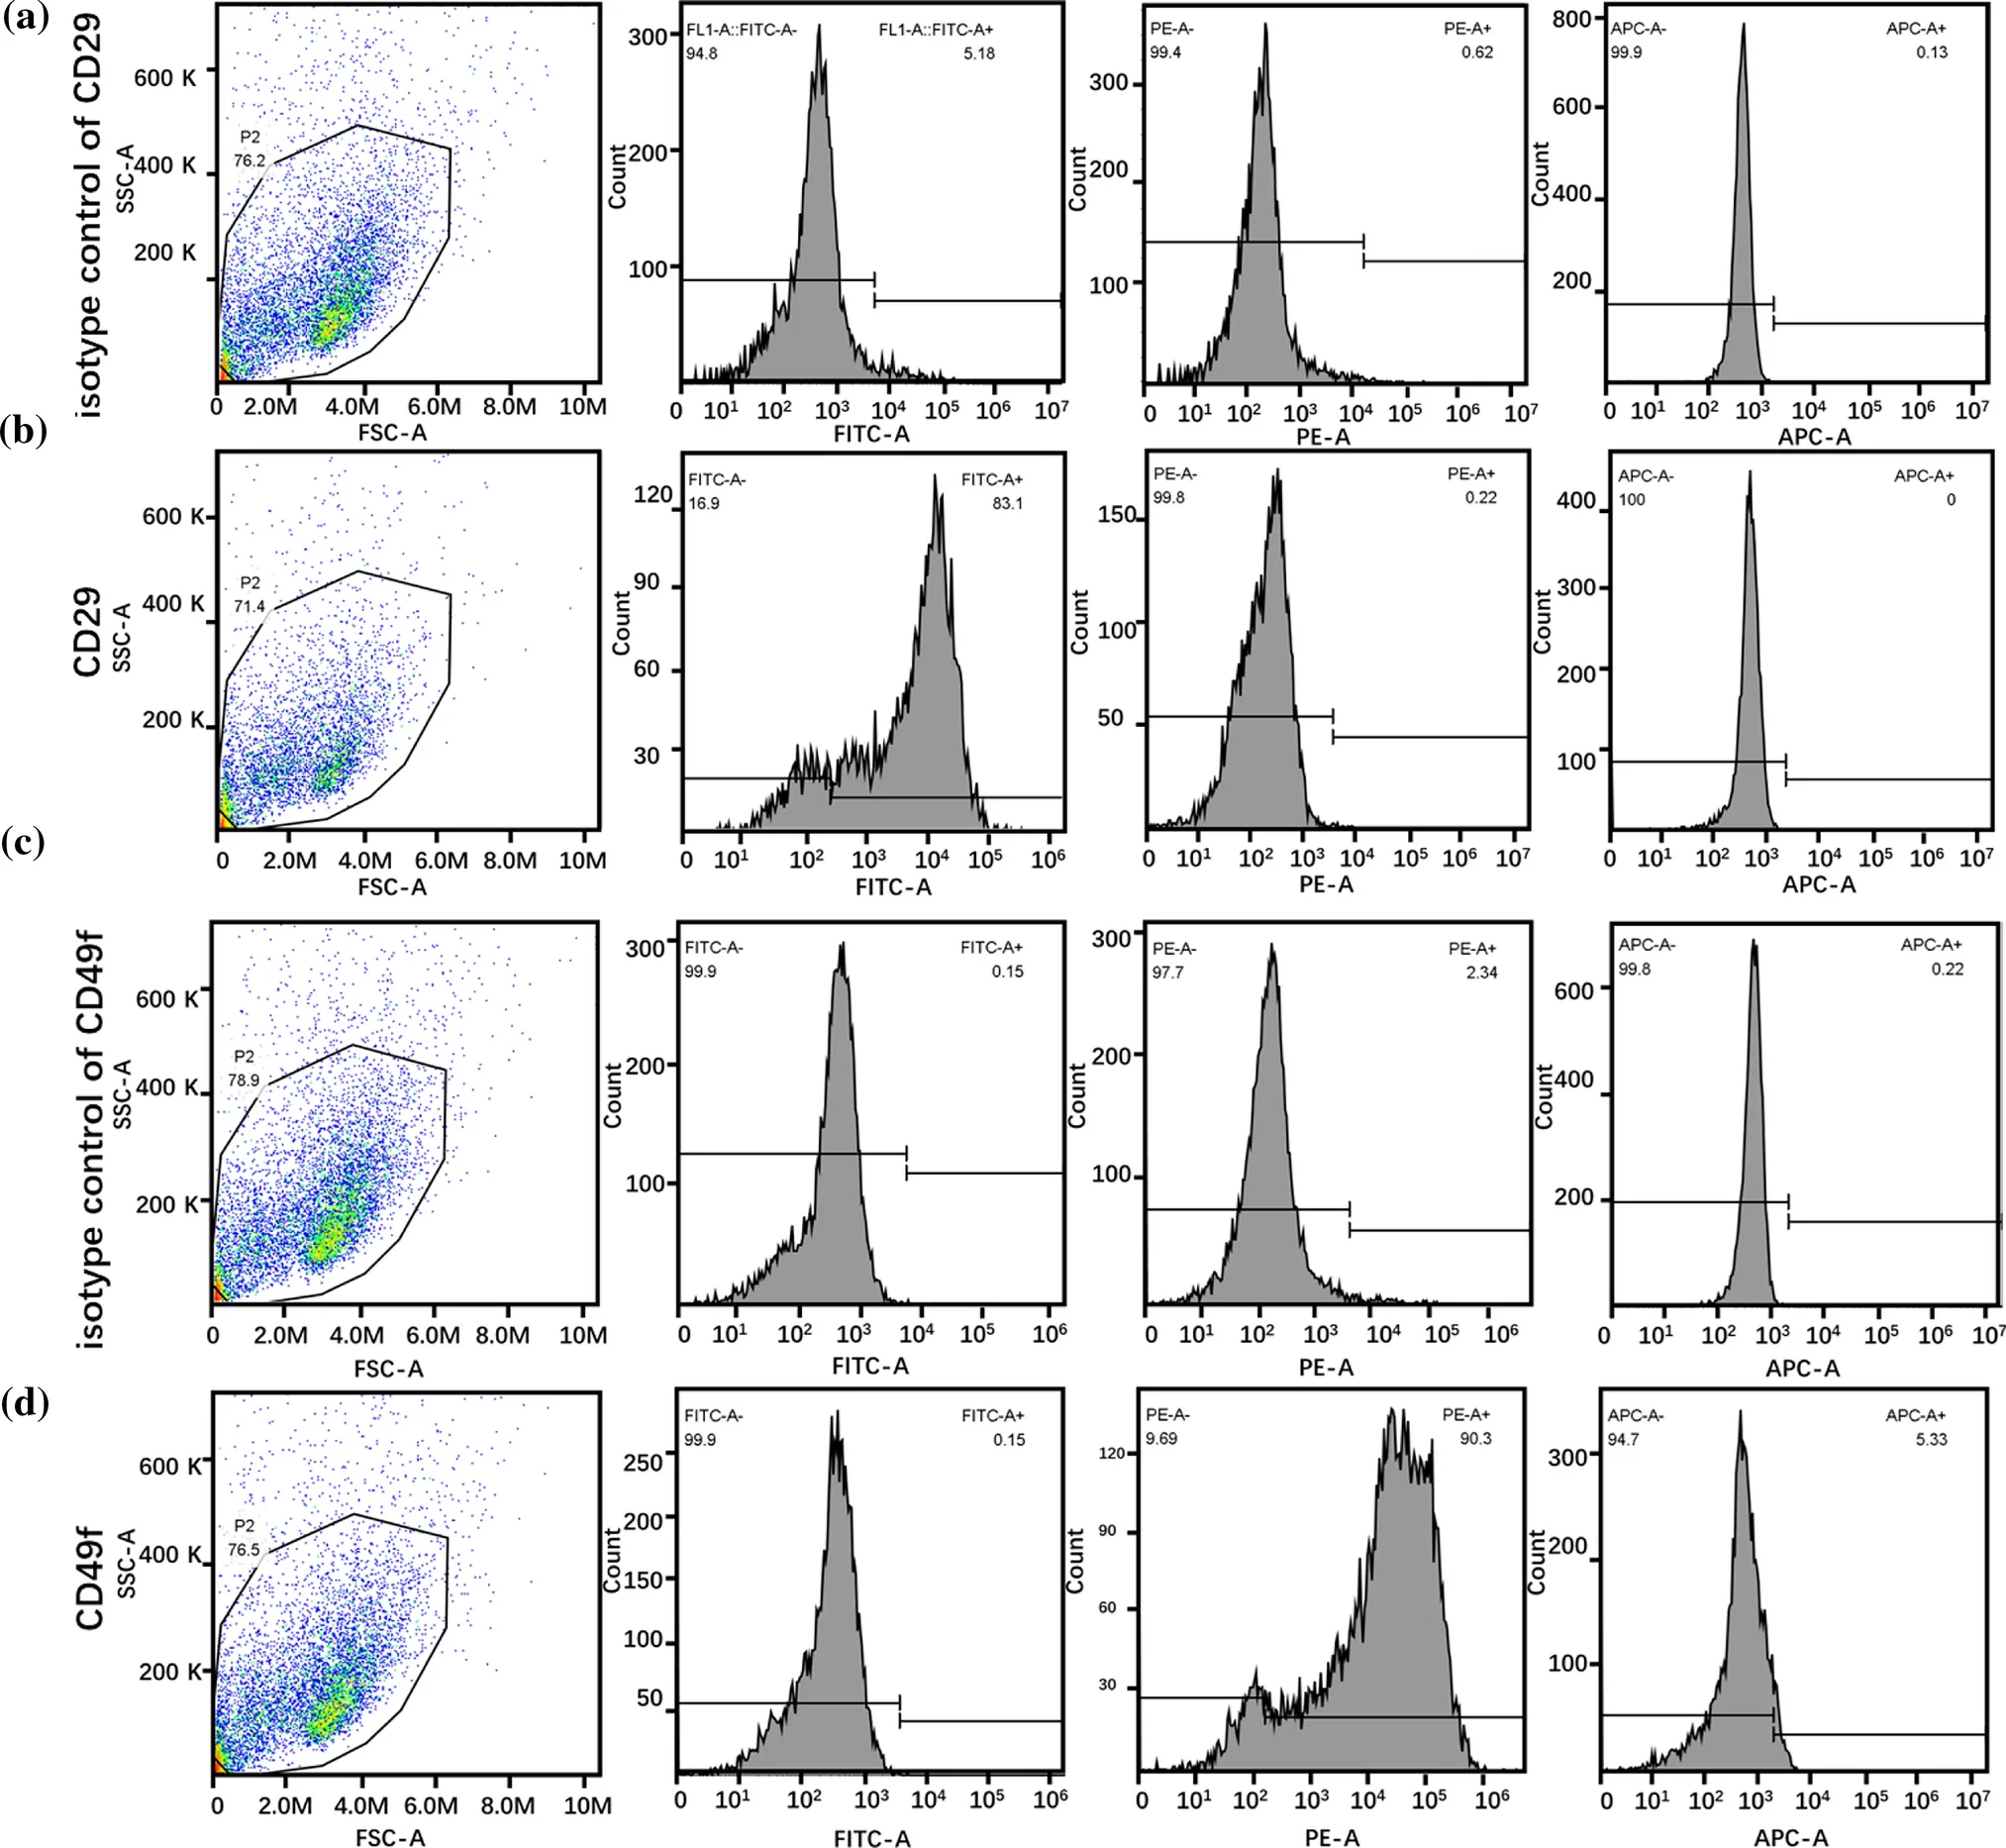 (a)
isotype control of CD29
SSC-A
600 K
400 K
200 K
P2
76.2
0 2.0M 4.0M 6.0M 8.0M 10M
FSC-A
Count
300
200
100
FL1-A::FITC-A- FL1-A::FITC-A+
94.8 5.18
0 10¹ 10² 10³ 10⁴ 10⁵ 10⁶ 10⁷
FITC-A
Count
300
200
100
PE-A- PE-A+
99.4 0.62
0 10¹ 10² 10³ 10⁴ 10⁵ 10⁶ 10⁷
PE-A
Count
800
600
400
200
APC-A- APC-A+
99.9 0.13
0 10¹ 10² 10³ 10⁴ 10⁵ 10⁶ 10⁷
APC-A
(b)
CD29
SSC-A
600 K
400 K
200 K
P2
71.4
0 2.0M 4.0M 6.0M 8.0M 10M
FSC-A
Count
120
90
60
30
FITC-A- FITC-A+
16.9 83.1
0 10¹ 10² 10³ 10⁴ 10⁵ 10⁶
FITC-A
Count
150
100
50
PE-A- PE-A+
99.8 0.22
0 10¹ 10² 10³ 10⁴ 10⁵ 10⁶ 10⁷
PE-A
Count
400
300
200
100
APC-A- APC-A+
100 0
0 10¹ 10² 10³ 10⁴ 10⁵ 10⁶ 10⁷
APC-A
(c)
isotype control of CD49f
SSC-A
600 K
400 K
200 K
P2
78.9
0 2.0M 4.0M 6.0M 8.0M 10M
FSC-A
Count
300
200
100
FITC-A- FITC-A+
99.9 0.15
0 10¹ 10² 10³ 10⁴ 10⁵ 10⁶
FITC-A
Count
300
200
100
PE-A- PE-A+
97.7 2.34
0 10¹ 10² 10³ 10⁴ 10⁵ 10⁶
PE-A
Count
600
400
200
APC-A- APC-A+
99.8 0.22
0 10¹ 10² 10³ 10⁴ 10⁵ 10⁶ 10⁷
APC-A
(d)
CD49f
SSC-A
600 K
400 K
200 K
P2
76.5
0 2.0M 4.0M 6.0M 8.0M 10M
FSC-A
Count
250
200
150
100
50
FITC-A- FITC-A+
99.9 0.15
0 10¹ 10² 10³ 10⁴ 10⁵ 10⁶
FITC-A
Count
120
90
60
30
PE-A- PE-A+
9.69 90.3
0 10¹ 10² 10³ 10⁴ 10⁵ 10⁶
PE-A
Count
300
200
100
APC-A- APC-A+
94.7 5.33
0 10¹ 10² 10³ 10⁴ 10⁵ 10⁶ 10⁷
APC-A